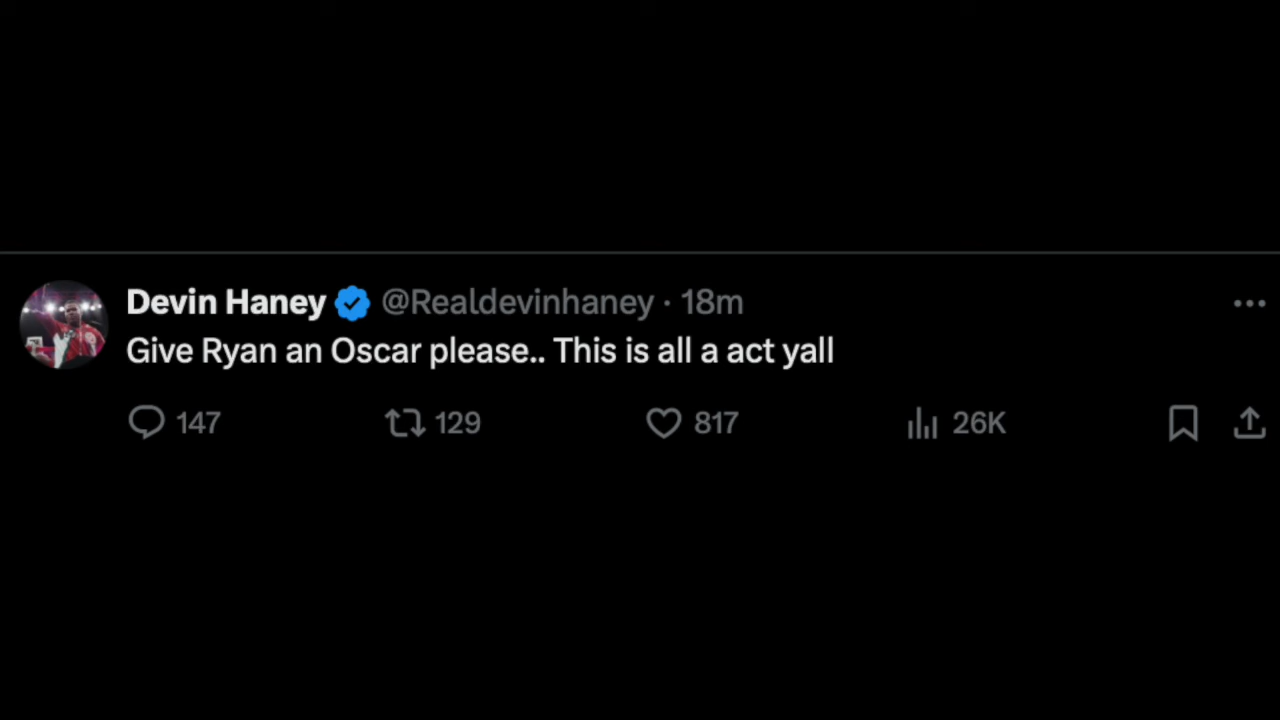 Devin Haney @Realdevinhaney · 18m
Give Ryan an Oscar please.. This is all a act yall
147 129 817 26K